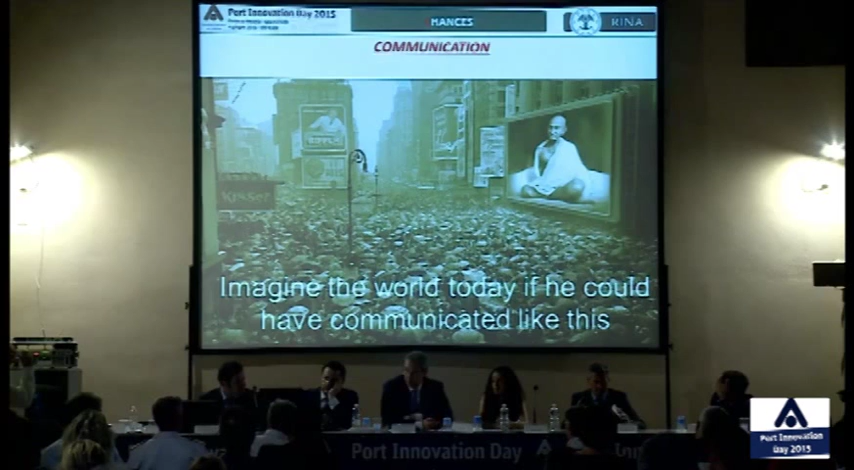 Port Innovation Day 2015
HANCES
RINA
COMMUNICATION
Imagine the world today if he could
have communicated like this
Port Innovation Day
Port Innovation
Day 2015